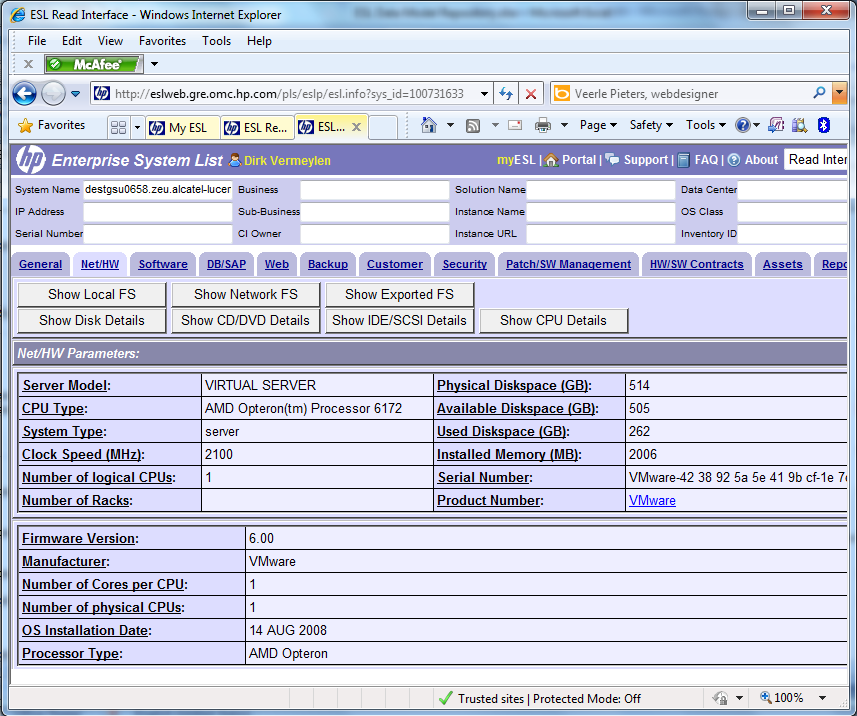 ESL Read Interface - Windows Internet Explorer
File Edit View Favorites Tools Help
x McAfee
http://eslweb.gre.omc.hp.com/pls/eslp/esl.info?sys_id=100731633 Veerle Pieters, webdesigner
Favorites My ESL ESL Re... ESL... Page Safety Tools
hp Enterprise System List Dirk Vermeylen myESL | Portal | Support | FAQ | About Read Inter
System Name destgsu0658.zeu.alcatel-lucer Business Solution Name Data Center
IP Address Sub-Business Instance Name OS Class
Serial Number CI Owner Instance URL Inventory ID
General Net/HW Software DB/SAP Web Backup Customer Security Patch/SW Management HW/SW Contracts Assets Repo
Show Local FS Show Network FS Show Exported FS
Show Disk Details Show CD/DVD Details Show IDE/SCSI Details Show CPU Details
Net/HW Parameters:
Server Model: VIRTUAL SERVER Physical Diskspace (GB): 514
CPU Type: AMD Opteron(tm) Processor 6172 Available Diskspace (GB): 505
System Type: server Used Diskspace (GB): 262
Clock Speed (MHz): 2100 Installed Memory (MB): 2006
Number of logical CPUs: 1 Serial Number: VMware-42 38 92 5a 5e 41 9b cf-1e 7
Number of Racks: Product Number: VMware
Firmware Version: 6.00
Manufacturer: VMware
Number of Cores per CPU: 1
Number of physical CPUs: 1
OS Installation Date: 14 AUG 2008
Processor Type: AMD Opteron
Trusted sites | Protected Mode: Off 100%